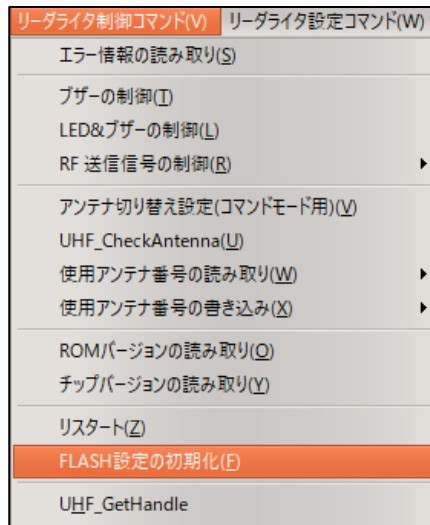 リーダライタ制御コマンド(V) リーダライタ設定コマンド(W)
エラー情報の読み取り(S)
ブザーの制御(T)
LED&ブザーの制御(L)
RF 送信信号の制御(R)
アンテナ切り替え設定(コマンドモード用)(V)
UHF_CheckAntenna(U)
使用アンテナ番号の読み取り(W)
使用アンテナ番号の書き込み(X)
ROMバージョンの読み取り(O)
チップバージョンの読み取り(Y)
リスタート(Z)
FLASH設定の初期化(F)
UHF_GetHandle